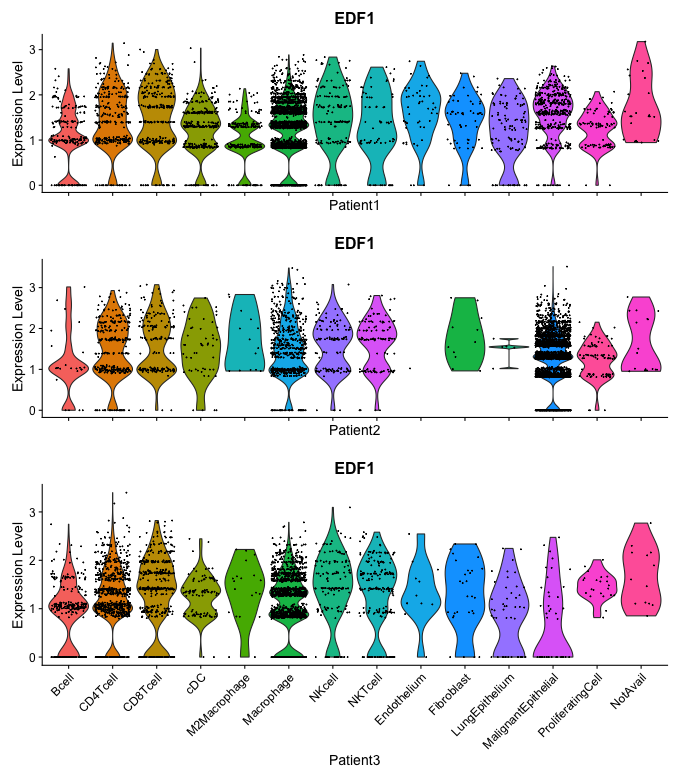 EDF1
Expression Level
3
2
1
0
Patient1
EDF1
Expression Level
3
2
1
0
Patient2
EDF1
Expression Level
3
2
1
0
Bcell
CD4Tcell
CD8Tcell
cDC
M2Macrophage
Macrophage
NKcell
NKTcell
Endothelium
Fibroblast
LungEpithelium
MalignantEpithelial
ProliferatingCell
NotAvail
Patient3